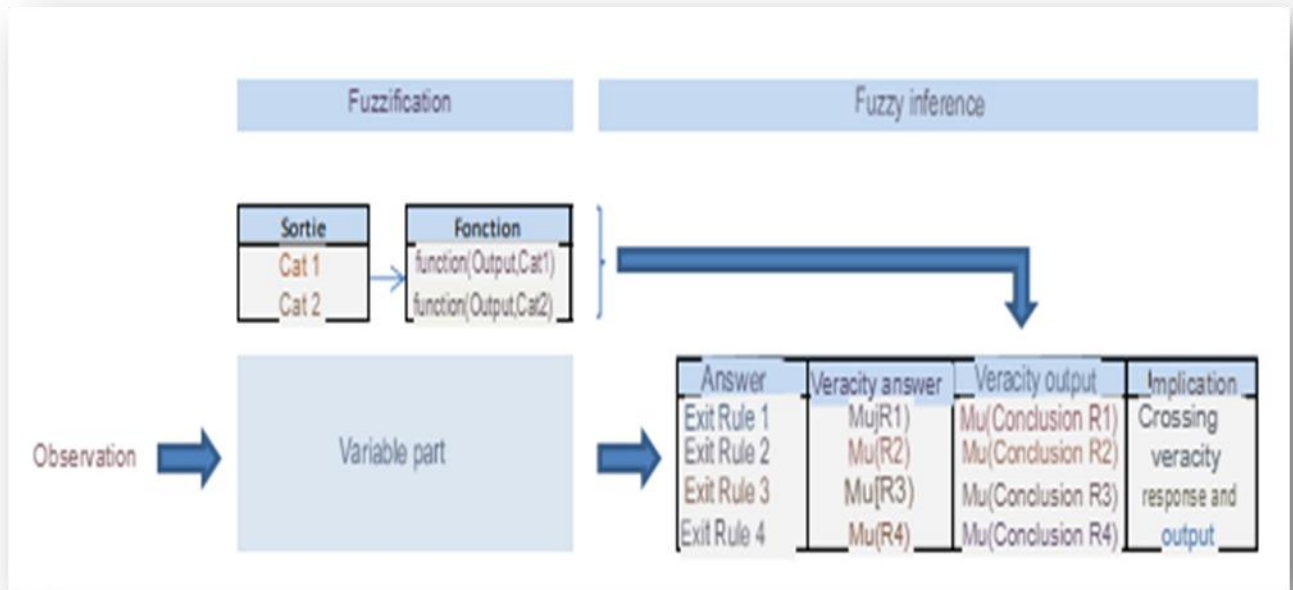 Fuzzification
Fuzzy inference
Sortie
Cat 1
Cat 2
Fonction
function(Output,Cat1)
function(Output,Cat2)
Observation
Variable part
Answer Veracity answer Veracity output Implication
Exit Rule 1 Mu[R1) Mu(Conclusion R1) Crossing
Exit Rule 2 Mu(R2) Mu(Conclusion R2) veracity
Exit Rule 3 Mu[R3) Mu(Conclusion R3) response and
Exit Rule 4 Mu(R4) Mu(Conclusion R4) output